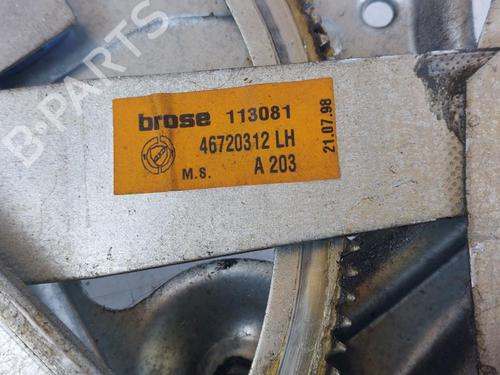 brose 113081
46720312 LH
M.S. A 203
21.07.98
B-PARTS